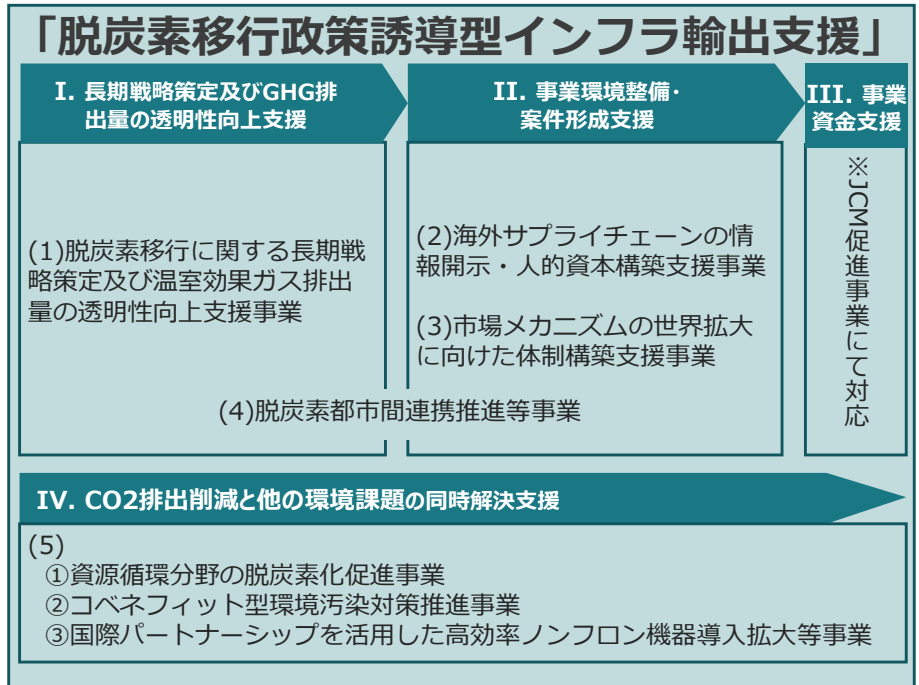 「脱炭素移行政策誘導型インフラ輸出支援」
I. 長期戦略策定及びGHG排
出量の透明性向上支援
II. 事業環境整備・
案件形成支援
III. 事業
資金支援
(1)脱炭素移行に関する長期戦
略策定及び温室効果ガス排出
量の透明性向上支援事業
(2)海外サプライチェーンの情
報開示・人的資本構築支援事業
(3)市場メカニズムの世界拡大
に向けた体制構築支援事業
※JCM促進事業にて対応
(4)脱炭素都市間連携推進等事業
IV. CO2排出削減と他の環境課題の同時解決支援
(5)
①資源循環分野の脱炭素化促進事業
②コベネフィット型環境汚染対策推進事業
③国際パートナーシップを活用した高効率ノンフロン機器導入拡大等事業